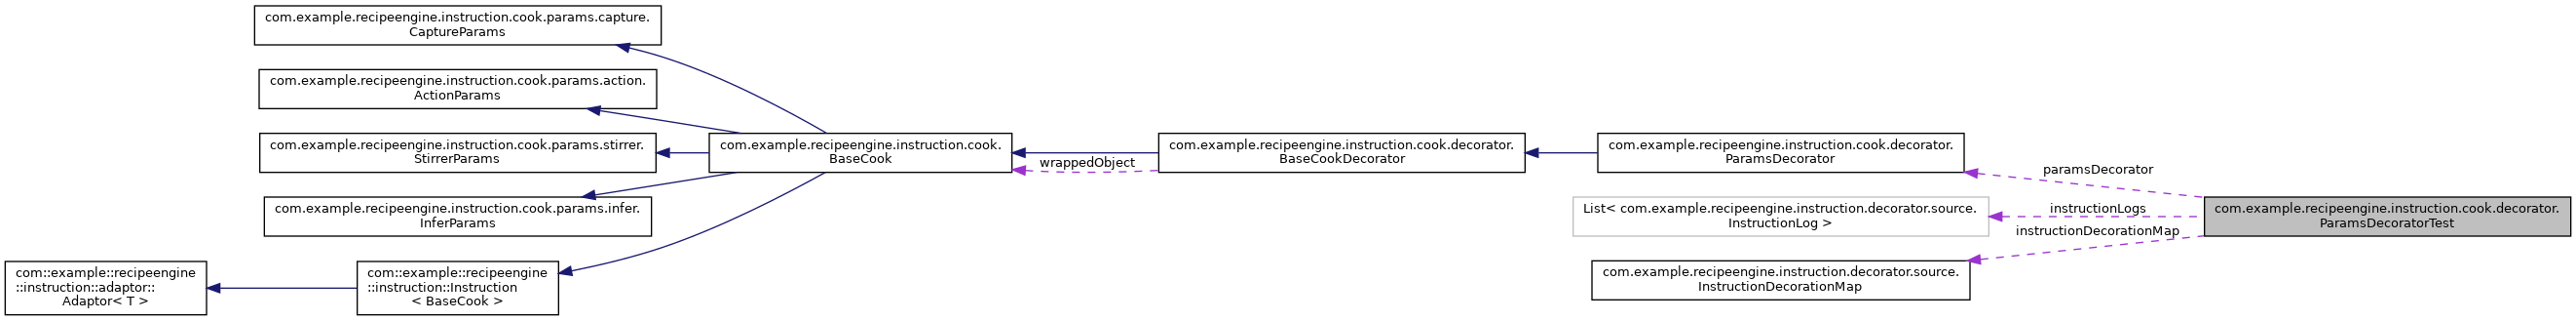 com.example.recipeengine.instruction.cook.params.capture.
CaptureParams
com.example.recipeengine.instruction.cook.params.action.
ActionParams
com.example.recipeengine.instruction.cook.params.stirrer.
StirrerParams
com.example.recipeengine.instruction.cook.params.infer.
InferParams
com::example::recipeengine
::instruction::adaptor::
Adaptor< T >
com::example::recipeengine
::instruction::Instruction
< BaseCook >
com.example.recipeengine.instruction.cook.
BaseCook
wrappedObject
com.example.recipeengine.instruction.cook.decorator.
BaseCookDecorator
com.example.recipeengine.instruction.cook.decorator.
ParamsDecorator
List< com.example.recipeengine.instruction.decorator.source.
InstructionLog >
com.example.recipeengine.instruction.decorator.source.
InstructionDecorationMap
paramsDecorator
instructionLogs
instructionDecorationMap
com.example.recipeengine.instruction.cook.decorator.
ParamsDecoratorTest